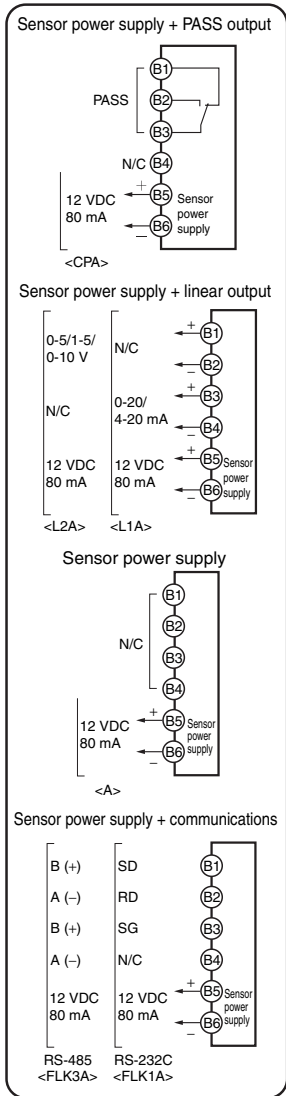 Sensor power supply + PASS output
B1
PASS
B2
B3
N/C
B4
+
12 VDC
80 mA
B5
Sensor
power
supply
B6
−
<CPA>
Sensor power supply + linear output
0-5/1-5/
0-10 V
N/C
+
B1
−
B2
N/C
0-20/
4-20 mA
+
B3
−
B4
12 VDC
80 mA
12 VDC
80 mA
+
B5
Sensor
power
supply
−
B6
<L2A>
<L1A>
Sensor power supply
B1
B2
N/C
B3
B4
12 VDC
80 mA
+
B5
Sensor
power
supply
−
B6
<A>
Sensor power supply + communications
B (+)
SD
B1
A (−)
RD
B2
B (+)
SG
B3
A (−)
N/C
B4
12 VDC
80 mA
12 VDC
80 mA
+
B5
Sensor
power
supply
−
B6
RS-485
<FLK3A>
RS-232C
<FLK1A>